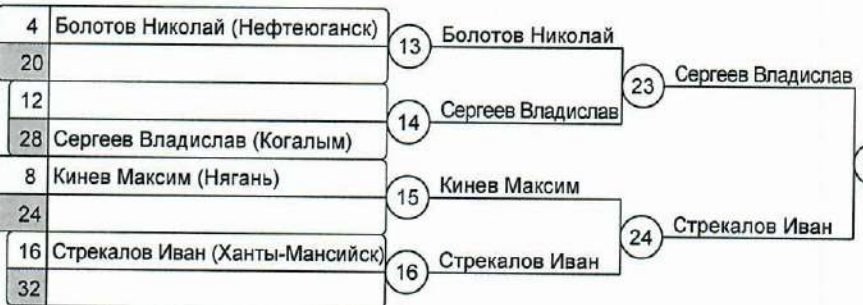 4 Болотов Николай (Нефтеюганск)
20
12
28 Сергеев Владислав (Когалым)
8 Кинев Максим (Нягань)
24
16 Стрекалов Иван (Ханты-Мансийск)
32
13 Болотов Николай
14 Сергеев Владислав
15 Кинев Максим
16 Стрекалов Иван
23 Сергеев Владислав
24 Стрекалов Иван